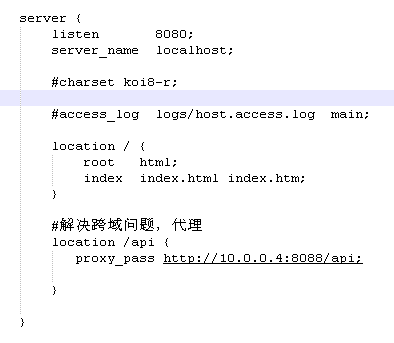 server {
listen 8080;
server_name localhost;
#charset koi8-r;
#access_log logs/host.access.log main;
location / {
root html;
index index.html index.htm;
}
#解决跨域问题，代理
location /api {
proxy_pass http://10.0.0.4:8088/api;
}
}